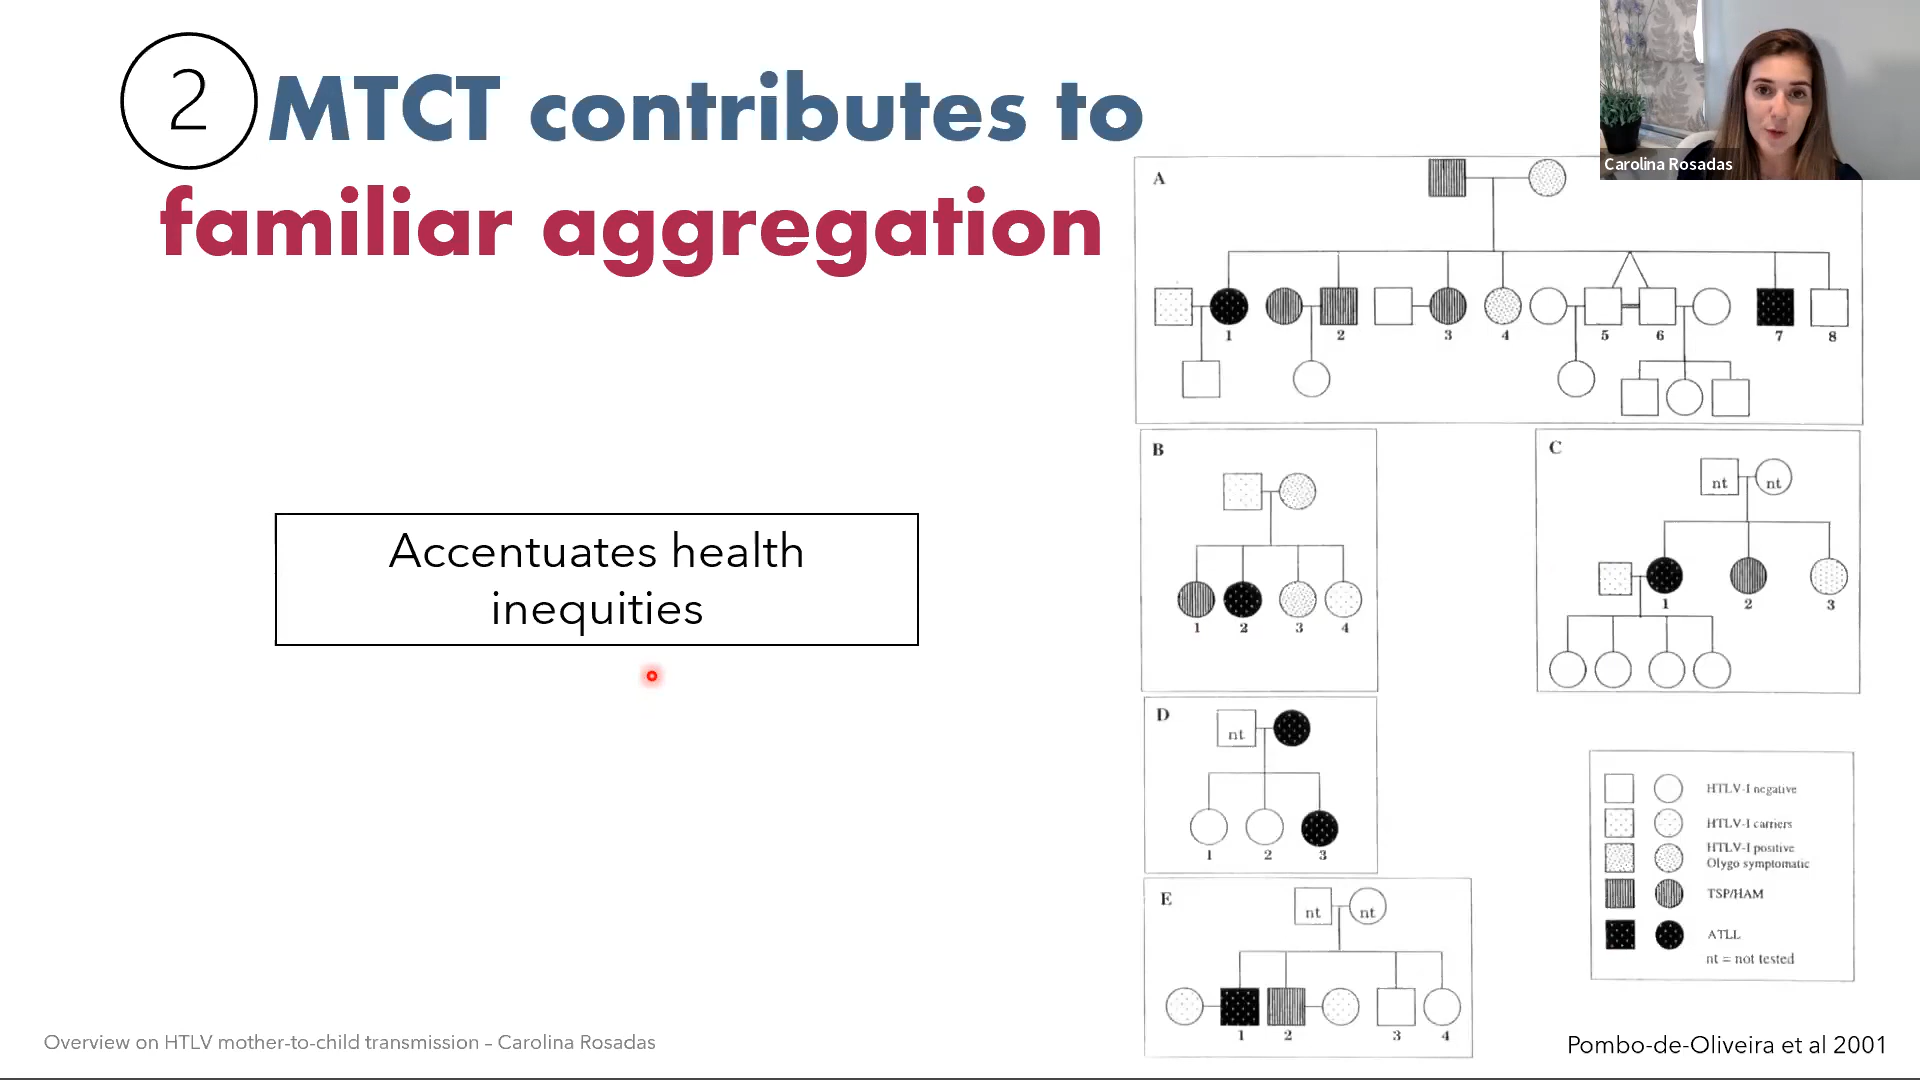 2 MTCT contributes to
familiar aggregation
Carolina Rosadas
Accentuates health
inequities
A
1 2 3 4 5 6 7 8
B
1 2 3 4
C
nt nt
1 2 3
D
nt
1 2 3
E
nt nt
1 2 3 4
HTLV-I negative
HTLV-I carriers
HTLV-I positive
Olygo symptomatic
TSP/HAM
ATLL
nt = not tested
Overview on HTLV mother-to-child transmission – Carolina Rosadas
Pombo-de-Oliveira et al 2001